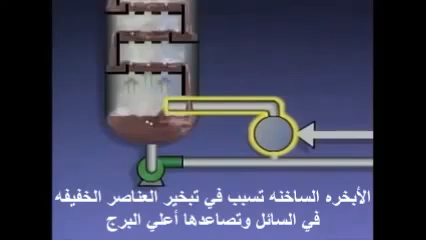 الأبخره الساخنه تسبب في تبخير العناصر الخفيفه
في السائل وتصاعدها أعلي البرج